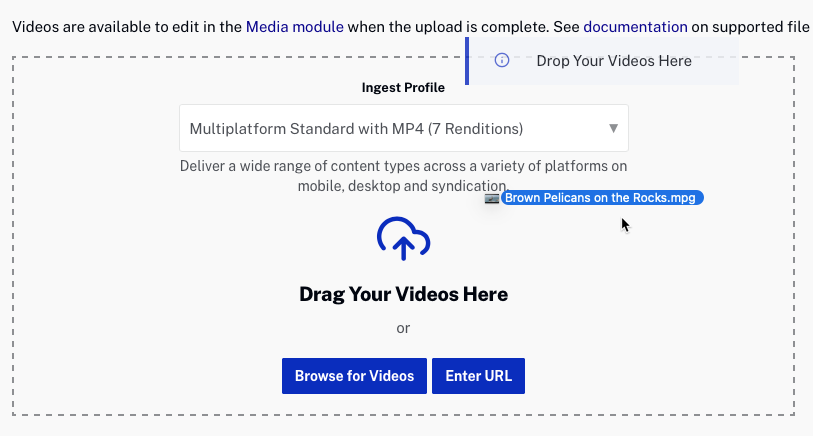 Videos are available to edit in the Media module when the upload is complete. See documentation on supported file
Drop Your Videos Here
Ingest Profile
Multiplatform Standard with MP4 (7 Renditions)
Deliver a wide range of content types across a variety of platforms on
mobile, desktop and syndication.
Brown Pelicans on the Rocks.mpg
Drag Your Videos Here
or
Browse for Videos
Enter URL